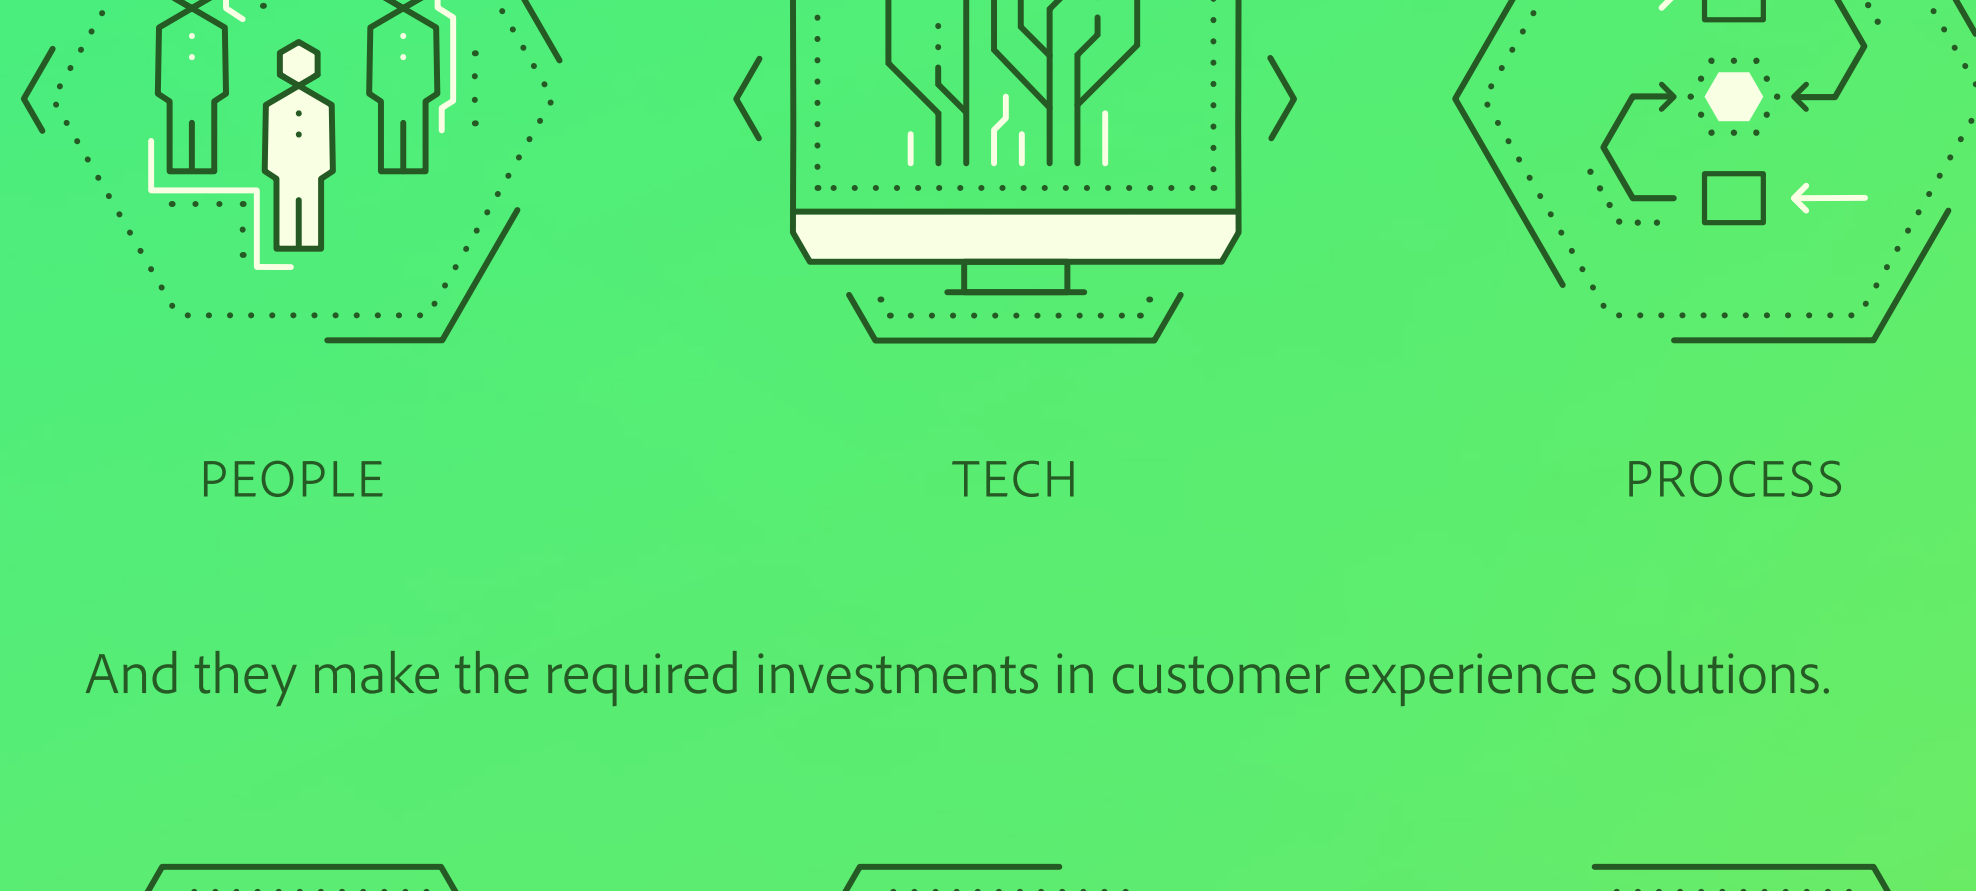 PEOPLE TECH PROCESS
And they make the required investments in customer experience solutions.